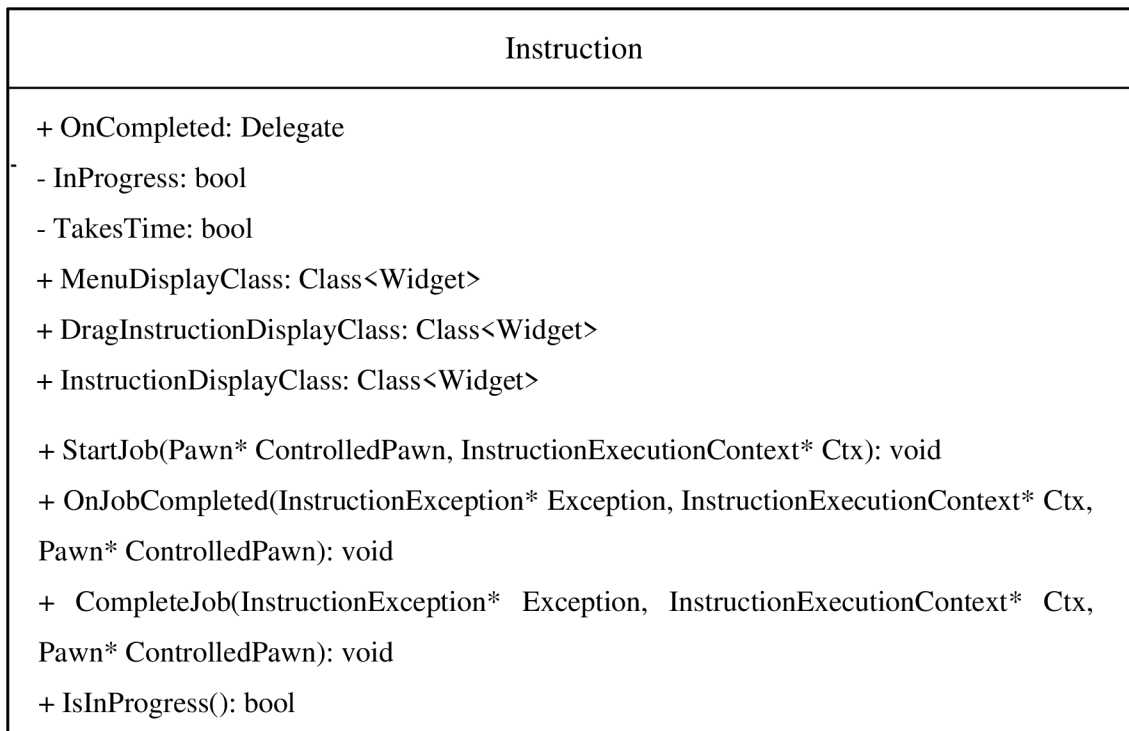 Instruction
+ OnCompleted: Delegate
- InProgress: bool
- TakesTime: bool
+ MenuDisplayClass: Class<Widget>
+ DragInstructionDisplayClass: Class<Widget>
+ InstructionDisplayClass: Class<Widget>
+ StartJob(Pawn* ControlledPawn, InstructionExecutionContext* Ctx): void
+ OnJobCompleted(InstructionException* Exception, InstructionExecutionContext* Ctx,
Pawn* ControlledPawn): void
+ CompleteJob(InstructionException* Exception, InstructionExecutionContext* Ctx,
Pawn* ControlledPawn): void
+ IsInProgress(): bool